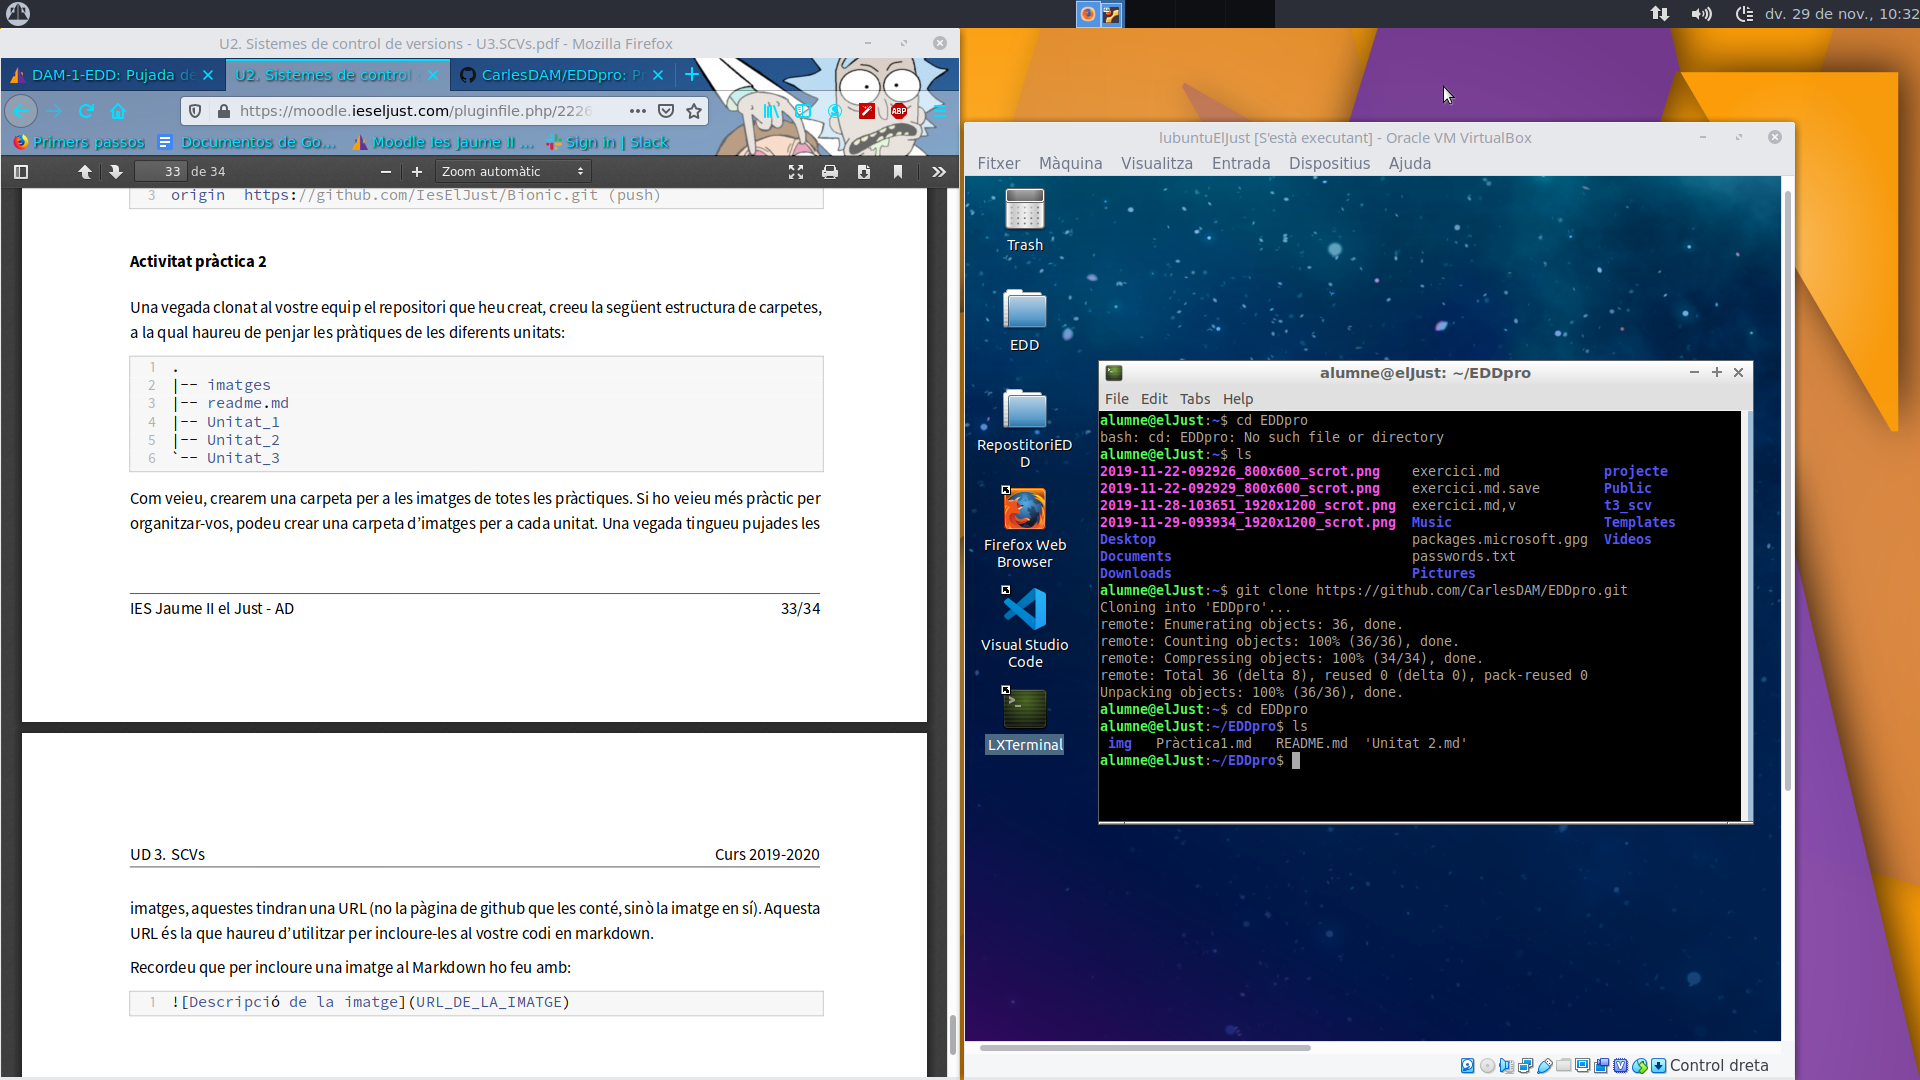 dv. 29 de nov., 10:32
U2. Sistemes de control de versions - U3.SCVs.pdf - Mozilla Firefox
DAM-1-EDD: Pujada de
U2. Sistemes de control
CarlesDAM/EDDpro: P
https://moodle.ieseljust.com/pluginfile.php/2226
ABP
Primers passos
Documentos de Go...
Moodle Ies Jaume II ...
Sign in | Slack
33 de 34
Zoom automàtic
3 origin https://github.com/IesElJust/Bionic.git (push)
Activitat pràctica 2
Una vegada clonat al vostre equip el repositori que heu creat, creeu la següent estructura de carpetes,
a la qual haureu de penjar les pràtiques de les diferents unitats:
1 .
2 |-- imatges
3 |-- readme.md
4 |-- Unitat_1
5 |-- Unitat_2
6 `-- Unitat_3
Com veieu, crearem una carpeta per a les imatges de totes les pràctiques. Si ho veieu més pràctic per
organitzar-vos, podeu crear una carpeta d’imatges per a cada unitat. Una vegada tingueu pujades les
IES Jaume II el Just - AD 33/34
UD 3. SCVs Curs 2019-2020
imatges, aquestes tindran una URL (no la pàgina de github que les conté, sinò la imatge en sí). Aquesta
URL és la que haureu d’utilitzar per incloure-les al vostre codi en markdown.
Recordeu que per incloure una imatge al Markdown ho feu amb:
1 ![Descripció de la imatge](URL_DE_LA_IMATGE)
lubuntuElJust [S'està executant] - Oracle VM VirtualBox
Fitxer Màquina Visualitza Entrada Dispositius Ajuda
Trash
EDD
RepostitoriED
D
Firefox Web
Browser
Visual Studio
Code
LXTerminal
alumne@elJust: ~/EDDpro
File Edit Tabs Help
alumne@elJust:~$ cd EDDpro
bash: cd: EDDpro: No such file or directory
alumne@elJust:~$ ls
2019-11-22-092926_800x600_scrot.png exercici.md projecte
2019-11-22-092929_800x600_scrot.png exercici.md.save Public
2019-11-28-103651_1920x1200_scrot.png exercici.md,v t3_scv
2019-11-29-093934_1920x1200_scrot.png Music Templates
Desktop packages.microsoft.gpg Videos
Documents passwords.txt
Downloads Pictures
alumne@elJust:~$ git clone https://github.com/CarlesDAM/EDDpro.git
Cloning into 'EDDpro'...
remote: Enumerating objects: 36, done.
remote: Counting objects: 100% (36/36), done.
remote: Compressing objects: 100% (34/34), done.
remote: Total 36 (delta 8), reused 0 (delta 0), pack-reused 0
Unpacking objects: 100% (36/36), done.
alumne@elJust:~$ cd EDDpro
alumne@elJust:~/EDDpro$ ls
img Pràctica1.md README.md 'Unitat 2.md'
alumne@elJust:~/EDDpro$
Control dreta